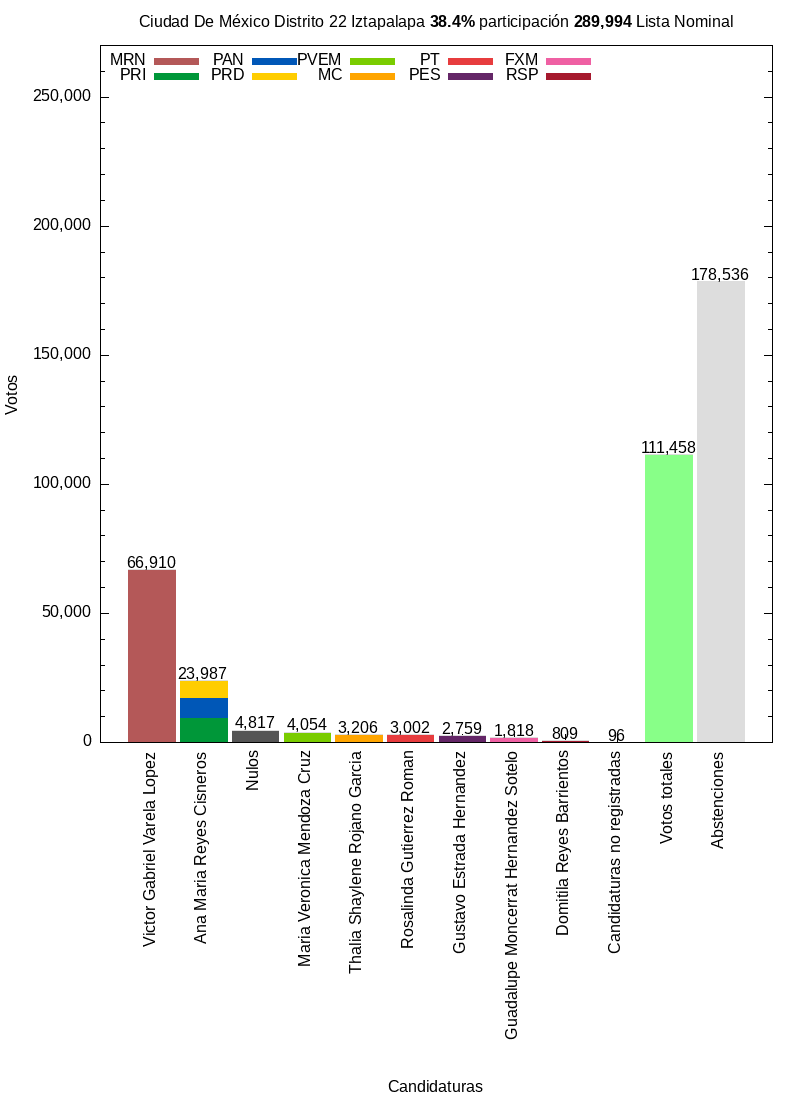 Ciudad De México Distrito 22 Iztapalapa 38.4% participación 289,994 Lista Nominal
MRN PAN PVEM PT FXM
PRI PRD MC PES RSP
250,000
200,000
150,000
100,000
50,000
0
Votos
66,910
23,987
4,817
4,054
3,206
3,002
2,759
1,818
809
96
111,458
178,536
Victor Gabriel Varela Lopez
Ana Maria Reyes Cisneros
Nulos
Maria Veronica Mendoza Cruz
Thalia Shaylene Rojano Garcia
Rosalinda Gutierrez Roman
Gustavo Estrada Hernandez
Guadalupe Moncerrat Hernandez Sotelo
Domitila Reyes Barrientos
Candidaturas no registradas
Votos totales
Abstenciones
Candidaturas